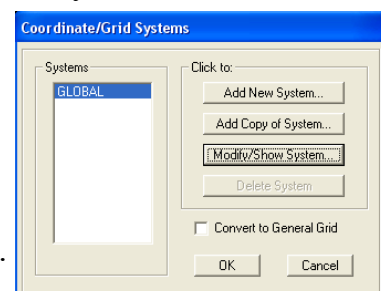 Coordinate/Grid Systems
Systems
GLOBAL
Click to:
Add New System...
Add Copy of System...
Modify/Show System...
Delete System
Convert to General Grid
OK
Cancel
.